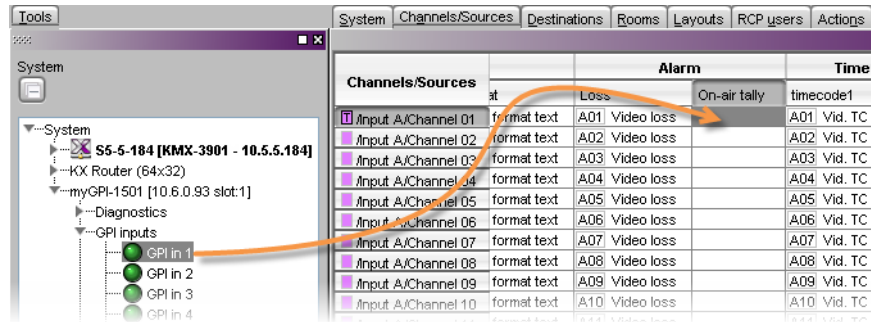 Tools
System
System
S5-5-184 [KMX-3901 - 10.5.5.184]
KX Router (64x32)
myGPI-1501 [10.6.0.93 slot:1]
Diagnostics
GPI inputs
GPI in 1
GPI in 2
GPI in 3
GPI in 4
System Channels/Sources Destinations Rooms Layouts RCP users Actions
Alarm Time
Channels/Sources at Loss On-air tally timecode1
T /Input A/Channel 01 format text A01 Video loss A01 Vid. TC
/Input A/Channel 02 format text A02 Video loss A02 Vid. TC
/Input A/Channel 03 format text A03 Video loss A03 Vid. TC
/Input A/Channel 04 format text A04 Video loss A04 Vid. TC
/Input A/Channel 05 format text A05 Video loss A05 Vid. TC
/Input A/Channel 06 format text A06 Video loss A06 Vid. TC
/Input A/Channel 07 format text A07 Video loss A07 Vid. TC
/Input A/Channel 08 format text A08 Video loss A08 Vid. TC
/Input A/Channel 09 format text A09 Video loss A09 Vid. TC
/Input A/Channel 10 format text A10 Video loss A10 Vid. TC